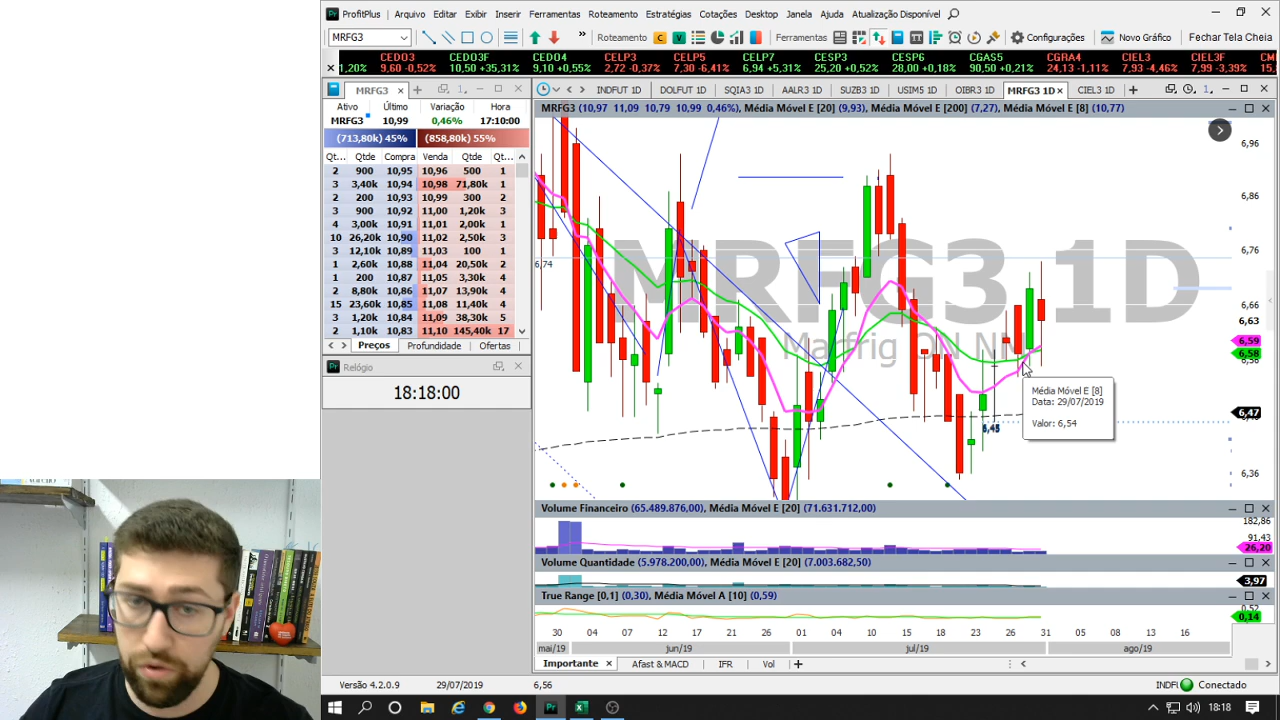 ProfitPlus Arquivo Editar Exibir Inserir Ferramentas Roteamento Estratégias Cotações Desktop Janela Ajuda Atualização Disponível
MRFG3 Roteamento Ferramentas Configurações Novo Gráfico Fechar Tela Cheia
CEDO3 CEDO3F CEDO4 CELP3 CELP5 CELP7 CESP3 CESP6 CGAS5 CGRA4 CIEL3 CIEL3F
1,20% 9,60 -0,52% 10,50 +35,31% 9,10 +0,55% 2,72 -0,37% 7,30 -6,41% 6,94 +5,31% 25,20 +0,52% 28,00 +0,18% 90,50 +0,21% 24,13 -1,11% 7,93 -4,46% 7,99 -3,39%
MRFG3
INDFUT 1D DOLFUT 1D SQIA3 1D AALR3 1D SUZB3 1D USIM5 1D OIBR3 1D MRFG3 1D CIEL3 1D
Ativo Último Variação Hora
MRFG3 10,99 0,46% 17:10:00
(713,80k) 45% (858,80k) 55%
Qt... Qtde Compra Venda Qtde Qt...
2 900 10,95 10,96 500 1
3 3,40k 10,94 10,98 71,80k 1
2 200 10,93 10,99 300 2
3 900 10,92 11,00 1,20k 3
4 3,00k 10,91 11,01 2,00k 1
10 26,20k 10,90 11,02 2,50k 3
3 12,10k 10,89 11,03 100 1
1 2,60k 10,88 11,04 20,50k 2
1 200 10,87 11,05 3,30k 4
2 8,80k 10,86 11,07 13,90k 4
15 23,60k 10,85 11,08 11,40k 4
3 1,20k 10,84 11,09 38,30k 5
2 1,10k 10,83 11,10 145,40k 17
Preços Profundidade Ofertas
Relógio
18:18:00
MRFG3 (10,97 11,09 10,79 10,99 0,46%), Média Móvel E [20] (9,93), Média Móvel E [200] (7,27), Média Móvel E [8] (10,77)
MRFG3 1D
Marfrig ON NM
6,74
6,45
6,96
6,86
6,76
6,66
6,63
6,59
6,58
6,47
6,36
Média Móvel E [8]
Data: 29/07/2019
Valor: 6,54
Volume Financeiro (65.489.876,00), Média Móvel E [20] (71.631.712,00)
182,86
91,43
26,20
Volume Quantidade (5.978.200,00), Média Móvel E [20] (7.003.682,50)
3,97
True Range [0,1] (0,30), Média Móvel A [10] (0,59)
0,52
0,14
30 04 07 12 14 18 21 26 01 04 10 15 18 23 26 31 05 08 13 16
mai/19 jun/19 jul/19 ago/19
Importante Afast & MACD IFR Vol
Versão 4.2.0.9 29/07/2019 6,56 Conectado
18:18